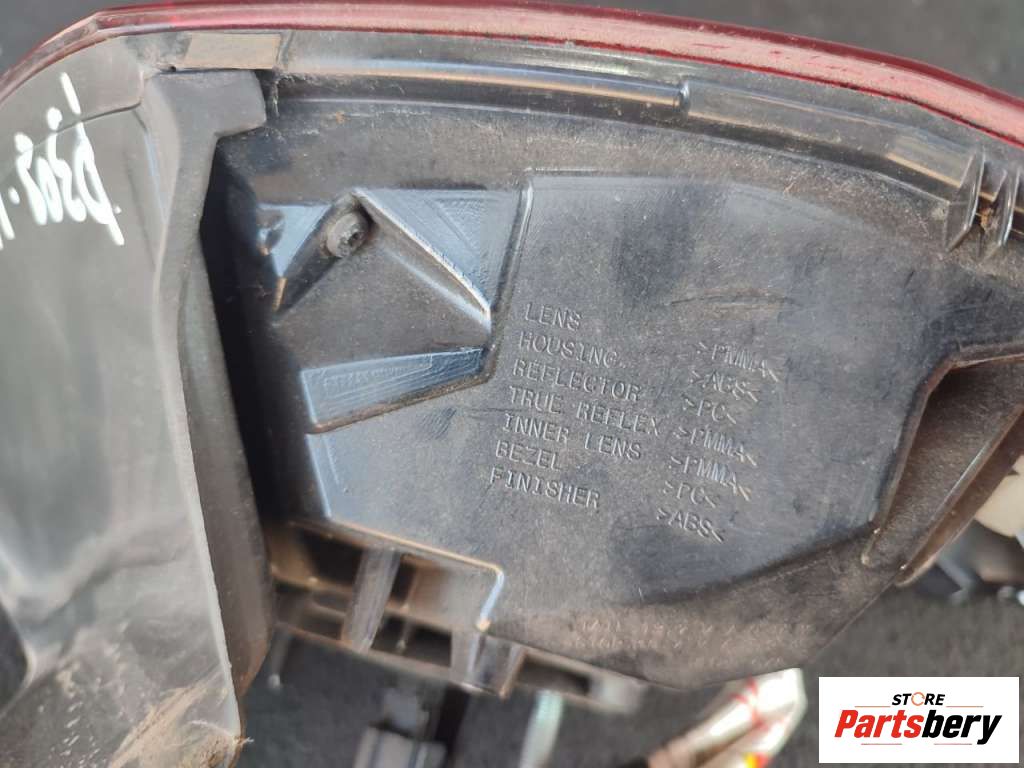 LENS >PMMA<
HOUSING >ABS<
REFLECTOR >PC<
TRUE REFLEX >PMMA<
INNER LENS >PMMA<
BEZEL >PC<
FINISHER >ABS<
STORE
Partsbery